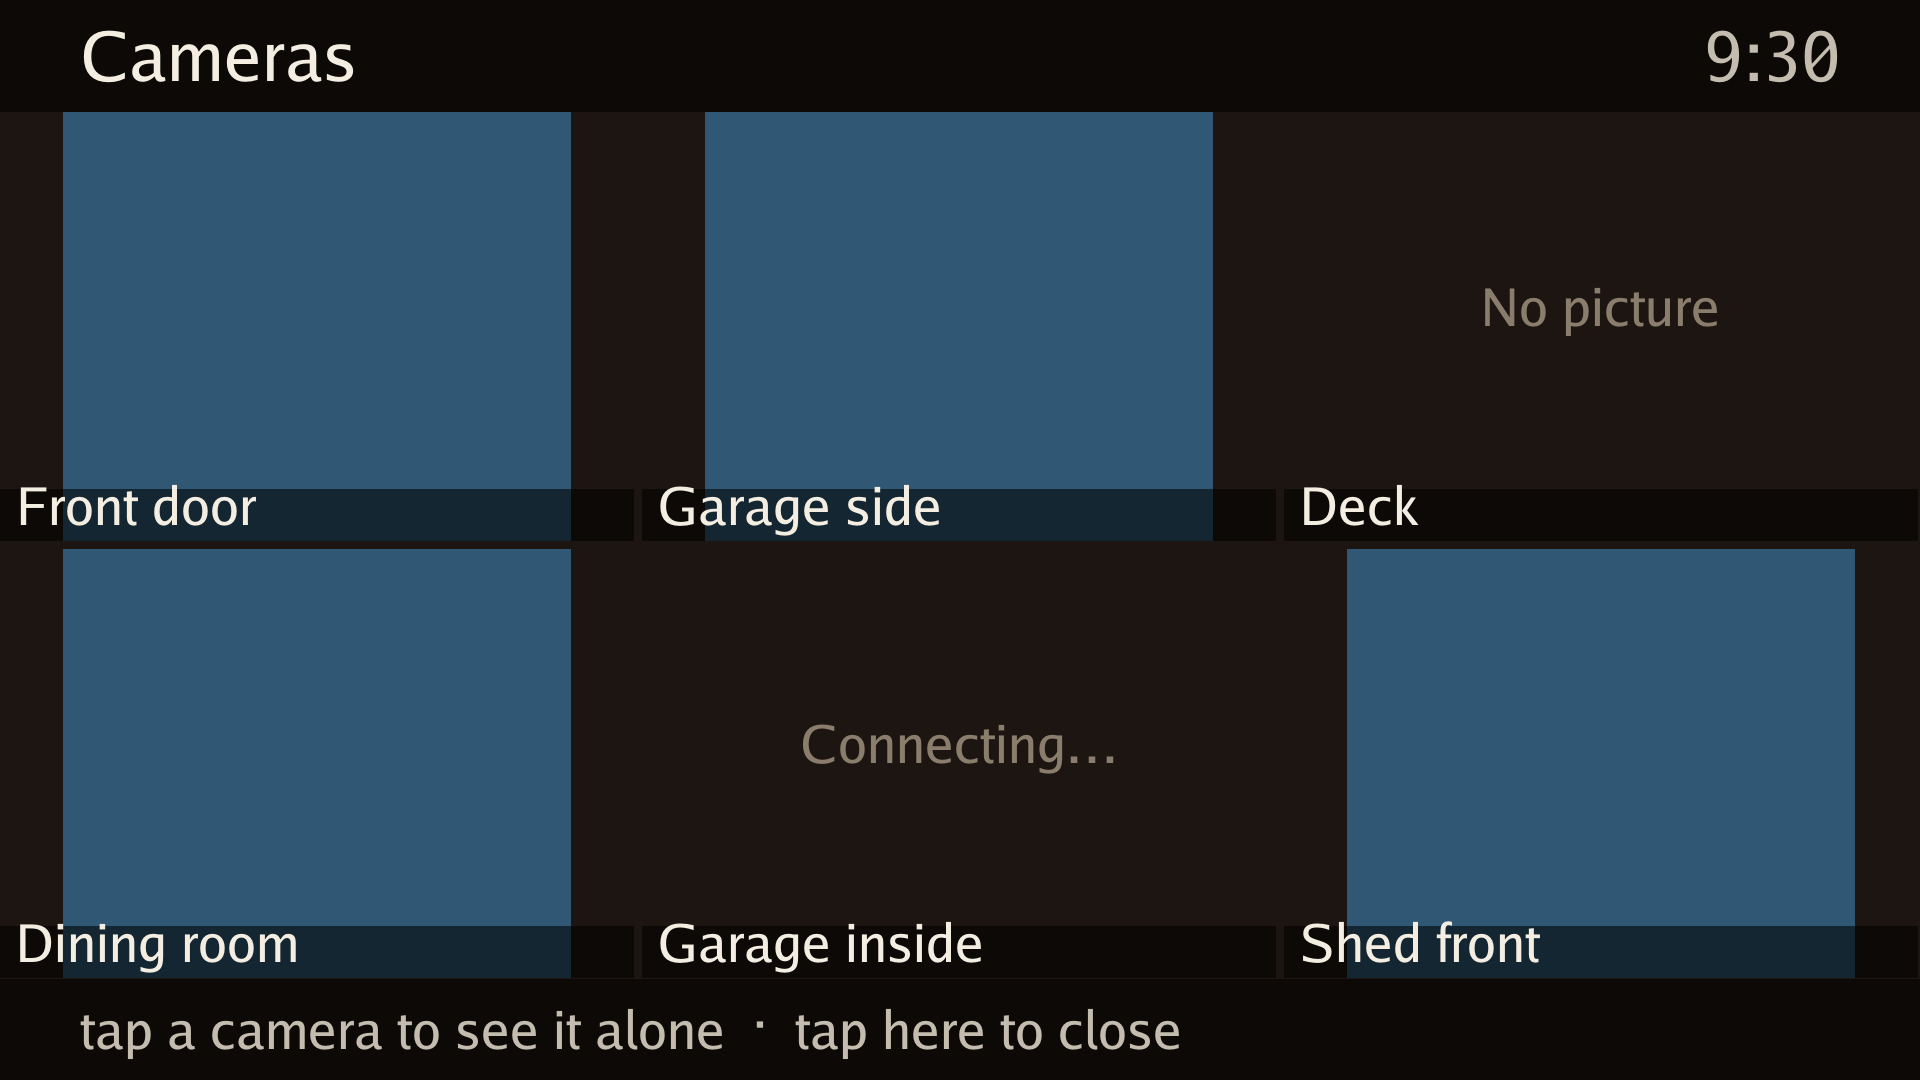 Cameras
9:30
No picture
Front door
Garage side
Deck
Connecting...
Dining room
Garage inside
Shed front
tap a camera to see it alone · tap here to close